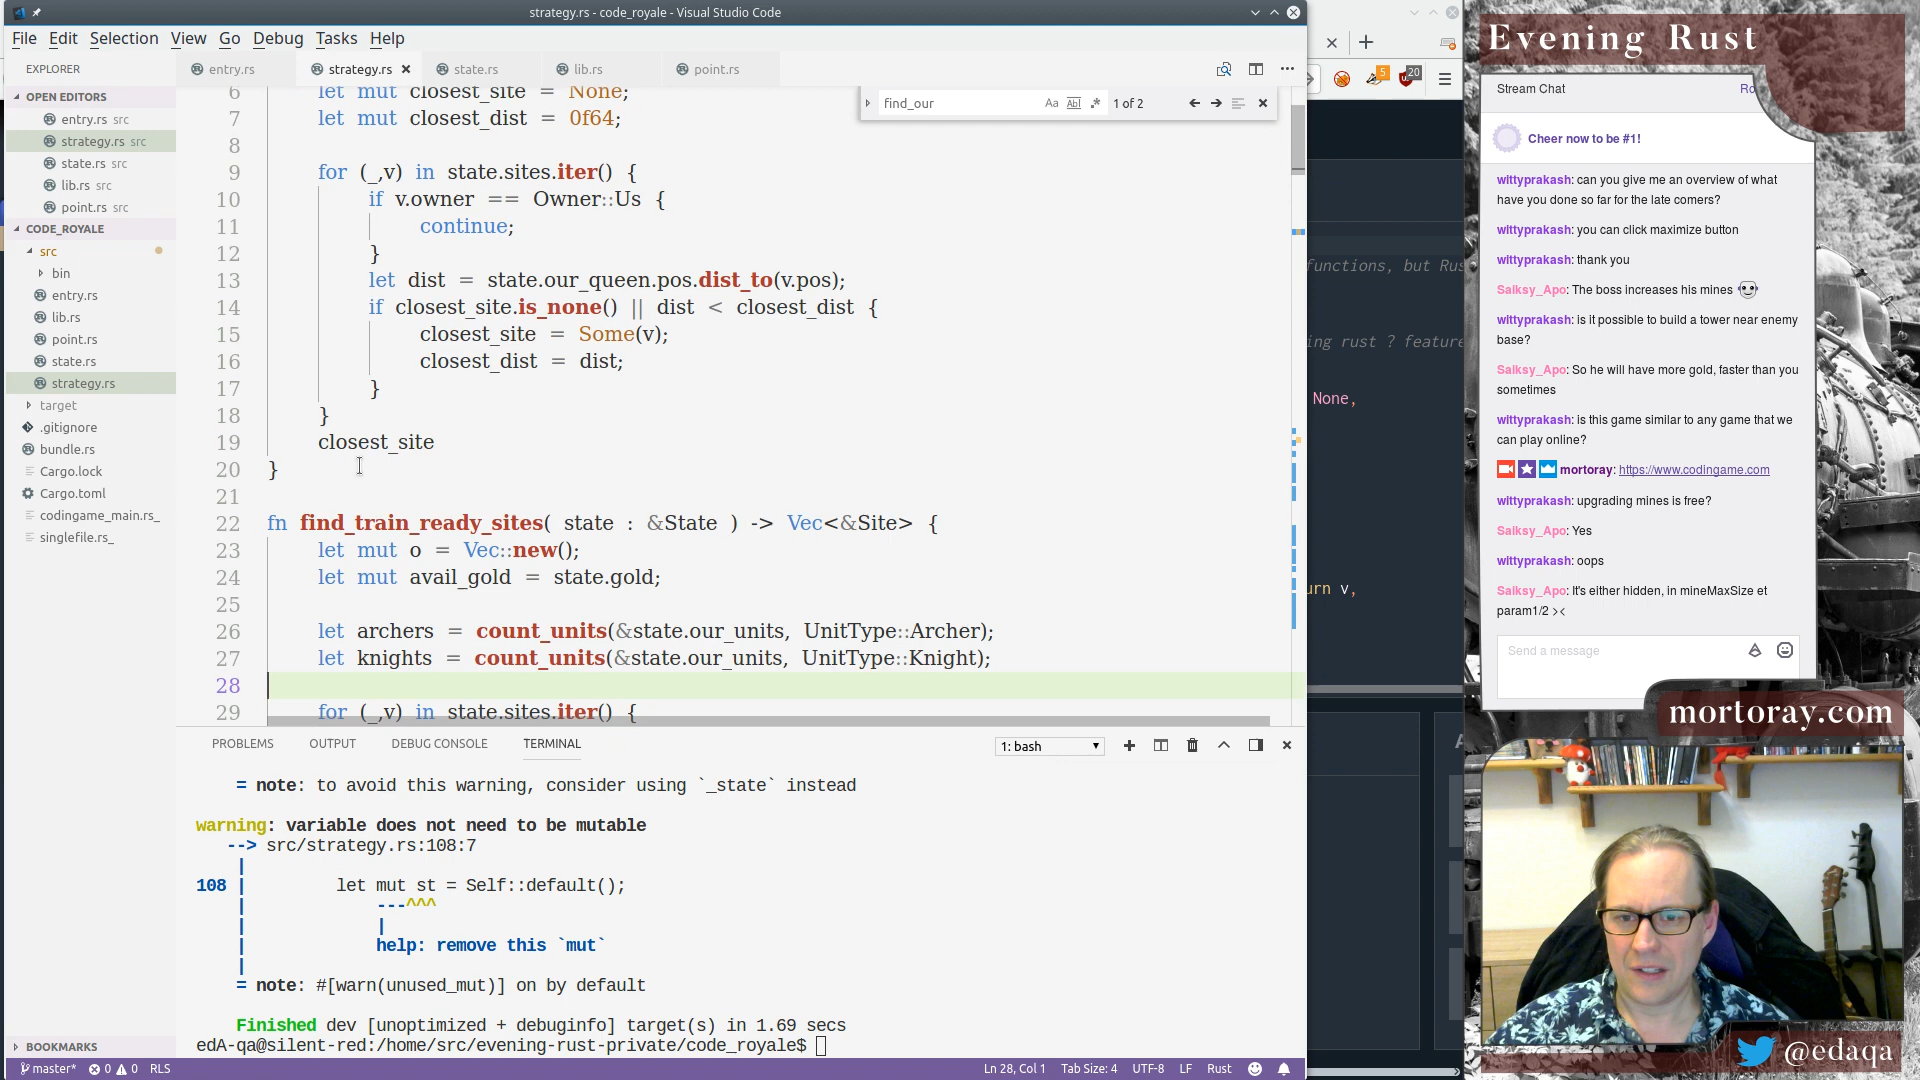 strategy.rs - code_royale - Visual Studio Code
File Edit Selection View Go Debug Tasks Help
EXPLORER
entry.rs
strategy.rs
state.rs
lib.rs
point.rs
OPEN EDITORS
entry.rs src
strategy.rs src
state.rs src
lib.rs src
point.rs src
CODE_ROYALE
src
bin
entry.rs
lib.rs
point.rs
state.rs
strategy.rs
target
.gitignore
bundle.rs
Cargo.lock
Cargo.toml
codingame_main.rs_
singlefile.rs_
BOOKMARKS
find_our
Aa Abl .* 1 of 2
6 let mut closest_site = None;
7 let mut closest_dist = 0f64;
8
9 for (_,v) in state.sites.iter() {
10 if v.owner == Owner::Us {
11 continue;
12 }
13 let dist = state.our_queen.pos.dist_to(v.pos);
14 if closest_site.is_none() || dist < closest_dist {
15 closest_site = Some(v);
16 closest_dist = dist;
17 }
18 }
19 closest_site
20 }
21
22 fn find_train_ready_sites( state : &State ) -> Vec<&Site> {
23 let mut o = Vec::new();
24 let mut avail_gold = state.gold;
25
26 let archers = count_units(&state.our_units, UnitType::Archer);
27 let knights = count_units(&state.our_units, UnitType::Knight);
28
29 for (_,v) in state.sites.iter() {
PROBLEMS OUTPUT DEBUG CONSOLE TERMINAL
1: bash
= note: to avoid this warning, consider using `_state` instead
warning: variable does not need to be mutable
--> src/strategy.rs:108:7
|
108 | let mut st = Self::default();
| ---^^^
| |
| help: remove this `mut`
|
= note: #[warn(unused_mut)] on by default
Finished dev [unoptimized + debuginfo] target(s) in 1.69 secs
edA-qa@silent-red:/home/src/evening-rust-private/code_royale$
master* 0 0 RLS
Ln 28, Col 1 Tab Size: 4 UTF-8 LF Rust
5
20
functions, but Rus
ing rust ? feature
None,
urn v,
Evening Rust
Stream Chat
Ro
Cheer now to be #1!
wittyprakash: can you give me an overview of what
have you done so far for the late comers?
wittyprakash: you can click maximize button
wittyprakash: thank you
Salksy_Apo: The boss increases his mines
wittyprakash: is it possible to build a tower near enemy
base?
Salksy_Apo: So he will have more gold, faster than you
sometimes
wittyprakash: is this game similar to any game that we
can play online?
mortoray: https://www.codingame.com
wittyprakash: upgrading mines is free?
Salksy_Apo: Yes
wittyprakash: oops
Salksy_Apo: It's either hidden, in mineMaxSize et
param1/2 ><
Send a message
mortoray.com
@edaqa